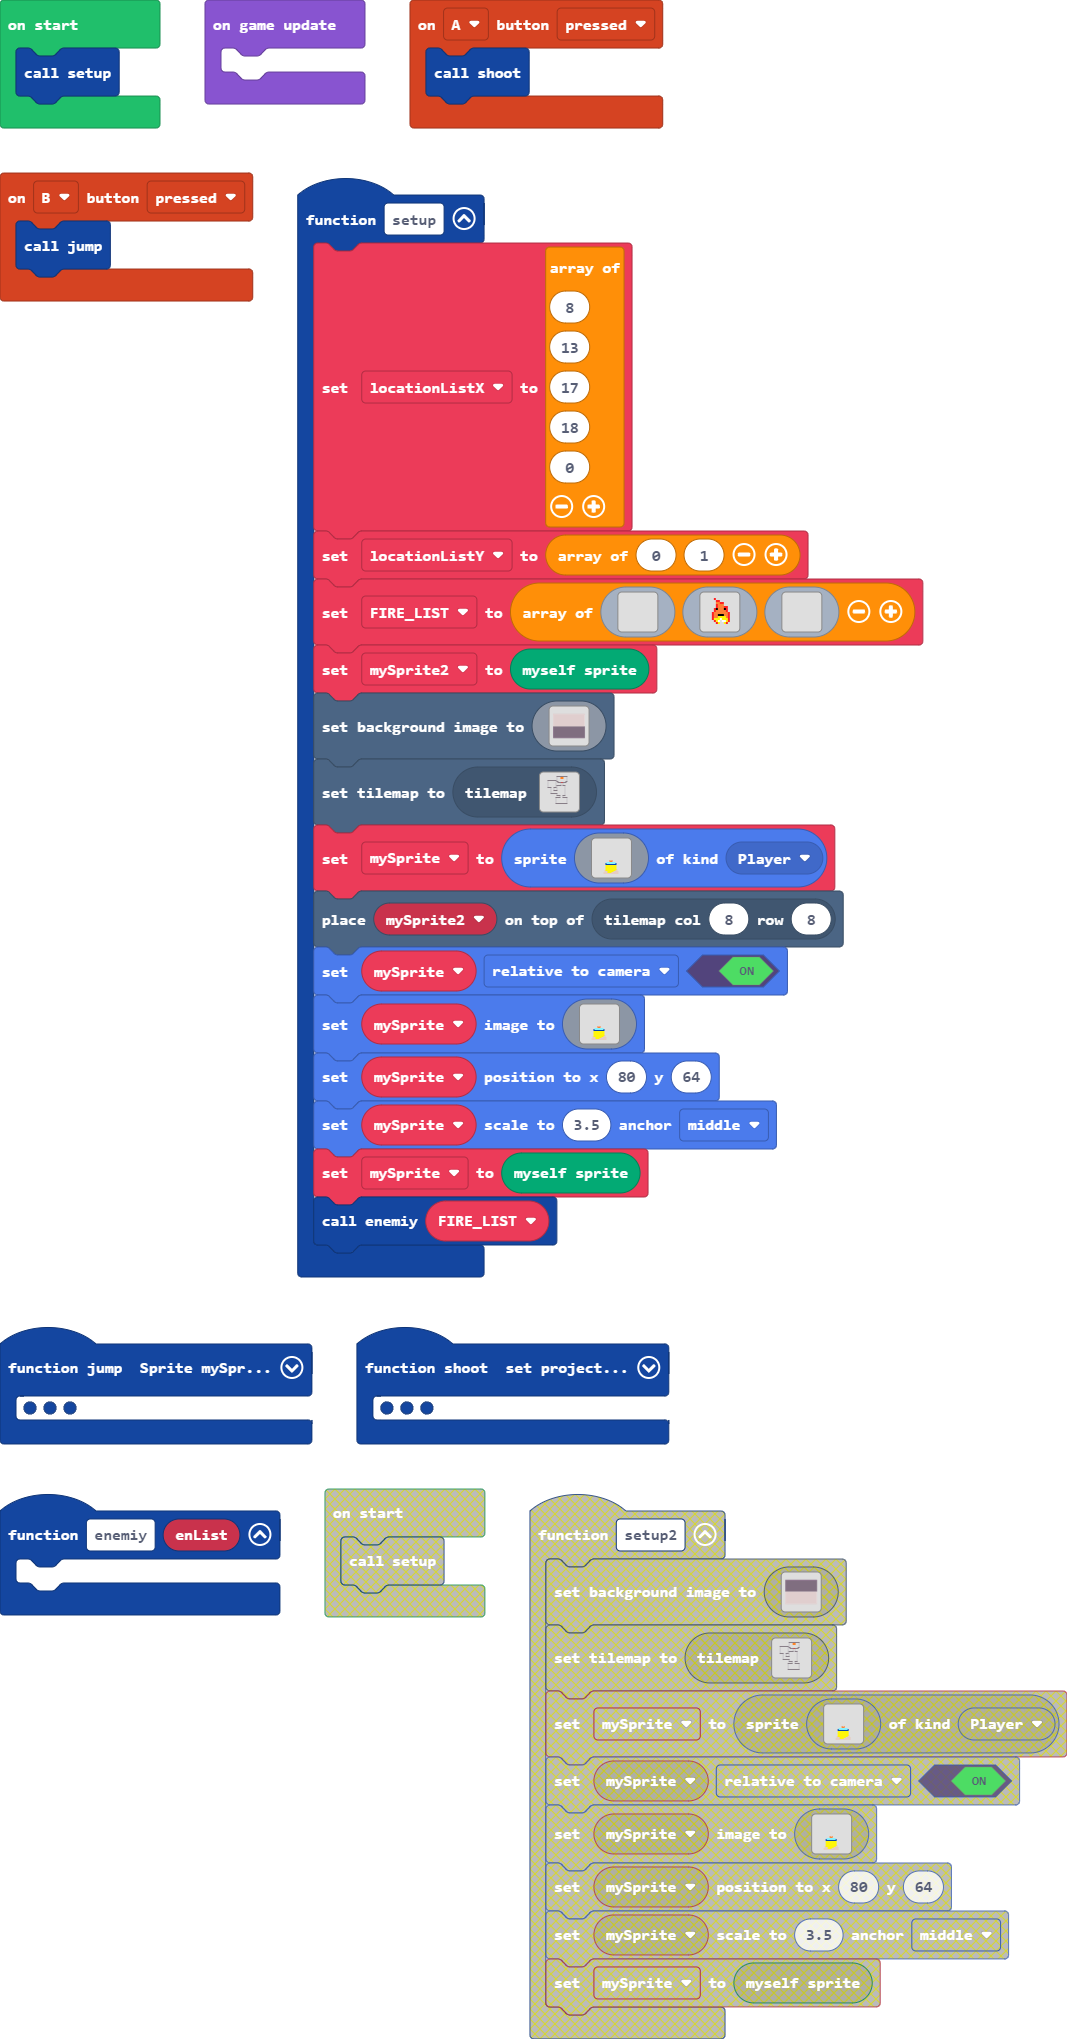 on start
call setup
on game update
on A button pressed
call shoot
on B button pressed
call jump
function setup
set locationListX to array of 8 13 17 18 0
set locationListY to array of 0 1
set FIRE_LIST to array of
set mySprite2 to myself sprite
set background image to
set tilemap to tilemap
set mySprite to sprite of kind Player
place mySprite2 on top of tilemap col 8 row 8
set mySprite relative to camera ON
set mySprite image to
set mySprite position to x 80 y 64
set mySprite scale to 3.5 anchor middle
set mySprite to myself sprite
call enemiy FIRE_LIST
function jump Sprite mySpr...
function shoot set project...
function enemiy enList
on start
call setup
function setup2
set background image to
set tilemap to tilemap
set mySprite to sprite of kind Player
set mySprite relative to camera ON
set mySprite image to
set mySprite position to x 80 y 64
set mySprite scale to 3.5 anchor middle
set mySprite to myself sprite